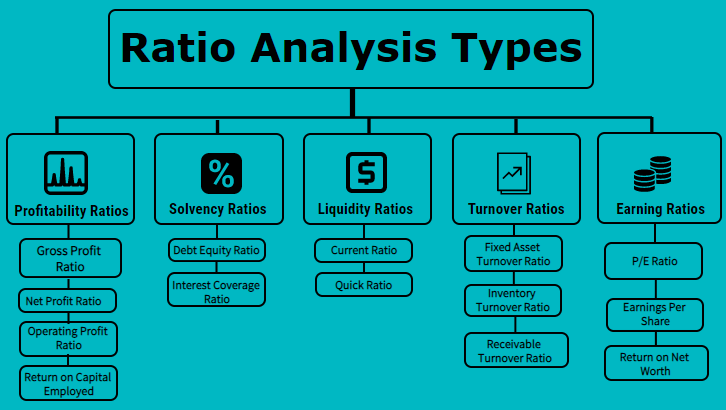 Ratio Analysis Types
%
$
Profitability Ratios
Solvency Ratios
Liquidity Ratios
Turnover Ratios
Earning Ratios
Gross Profit
Ratio
Net Profit Ratio
Operating Profit
Ratio
Return on Capital
Employed
Debt Equity Ratio
Interest Coverage
Ratio
Current Ratio
Quick Ratio
Fixed Asset
Turnover Ratio
Inventory
Turnover Ratio
Receivable
Turnover Ratio
P/E Ratio
Earnings Per
Share
Return on Net
Worth